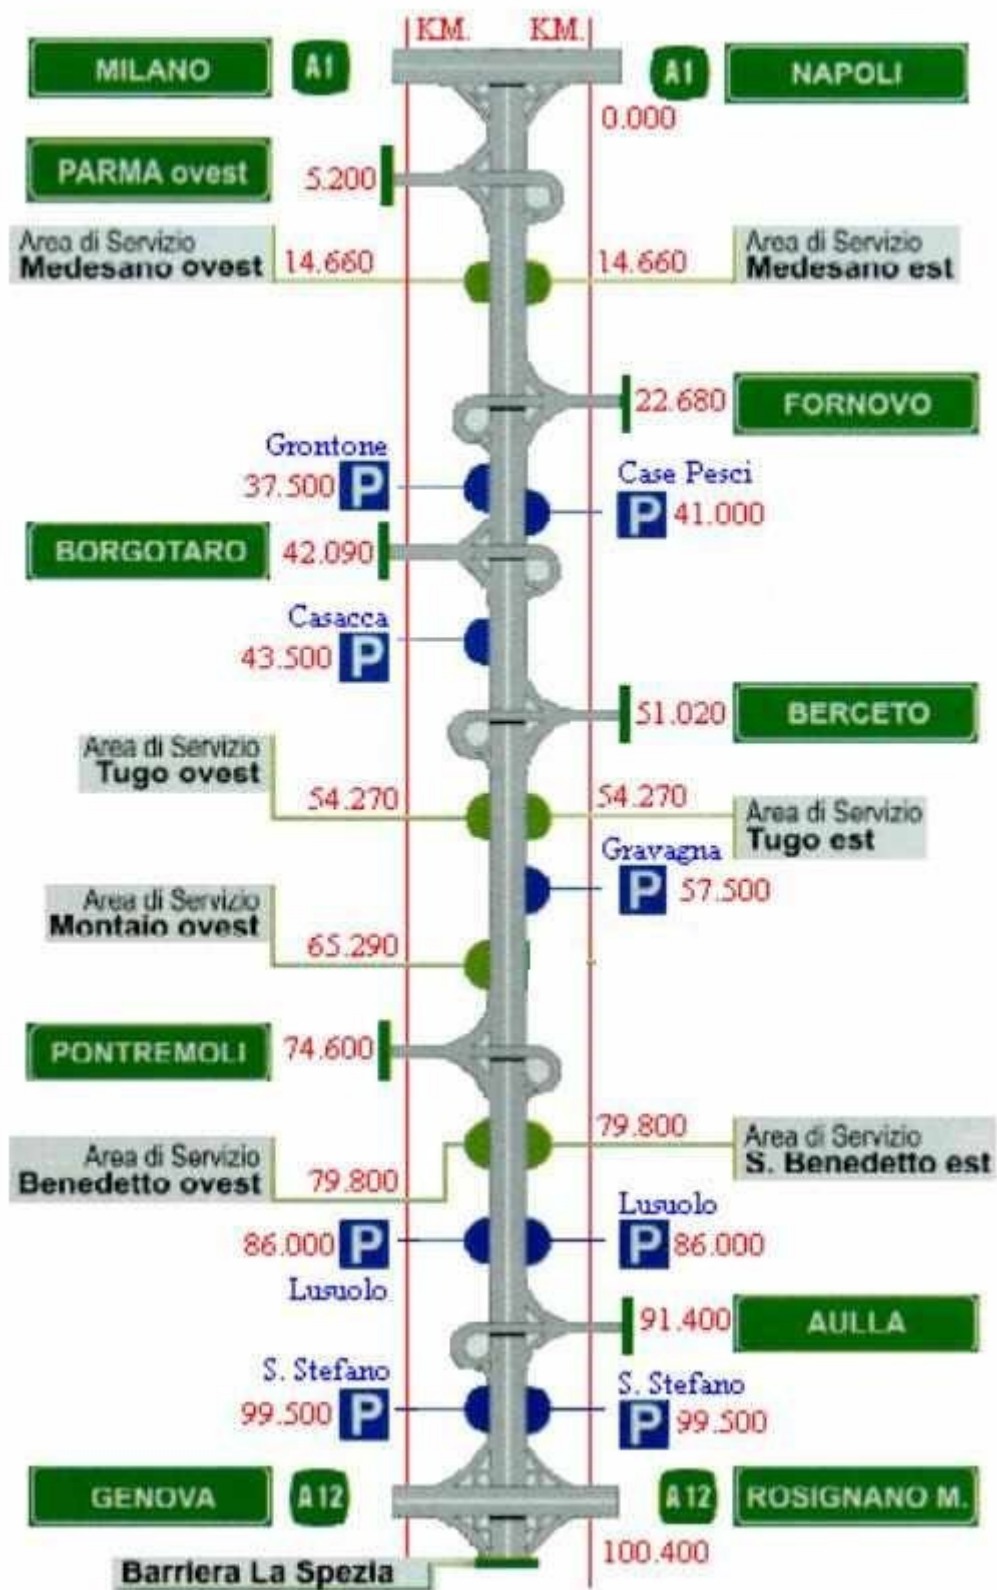 KM. KM.
MILANO A1 A1 NAPOLI
0.000
PARMA ovest 5.200
Area di Servizio
Medesano ovest 14.660
14.660 Area di Servizio
Medesano est
22.680 FORNOVO
Grontone
37.500 P
Case Pesci
P 41.000
BORGOTARO 42.090
Casacca
43.500 P
51.020 BERCETO
Area di Servizio
Tugo ovest
54.270
54.270
Area di Servizio
Tugo est
Gravagna
P 57.500
Area di Servizio
Montaio ovest
65.290
PONTREMOLI 74.600
79.800
Area di Servizio
S. Benedetto est
Area di Servizio
Benedetto ovest
79.800
86.000 P
Lusuolo
Lusuolo
P 86.000
91.400 AULLA
S. Stefano
99.500 P
S. Stefano
P 99.500
GENOVA A12 A12 ROSIGNANO M.
100.400
Barriera La Spezia